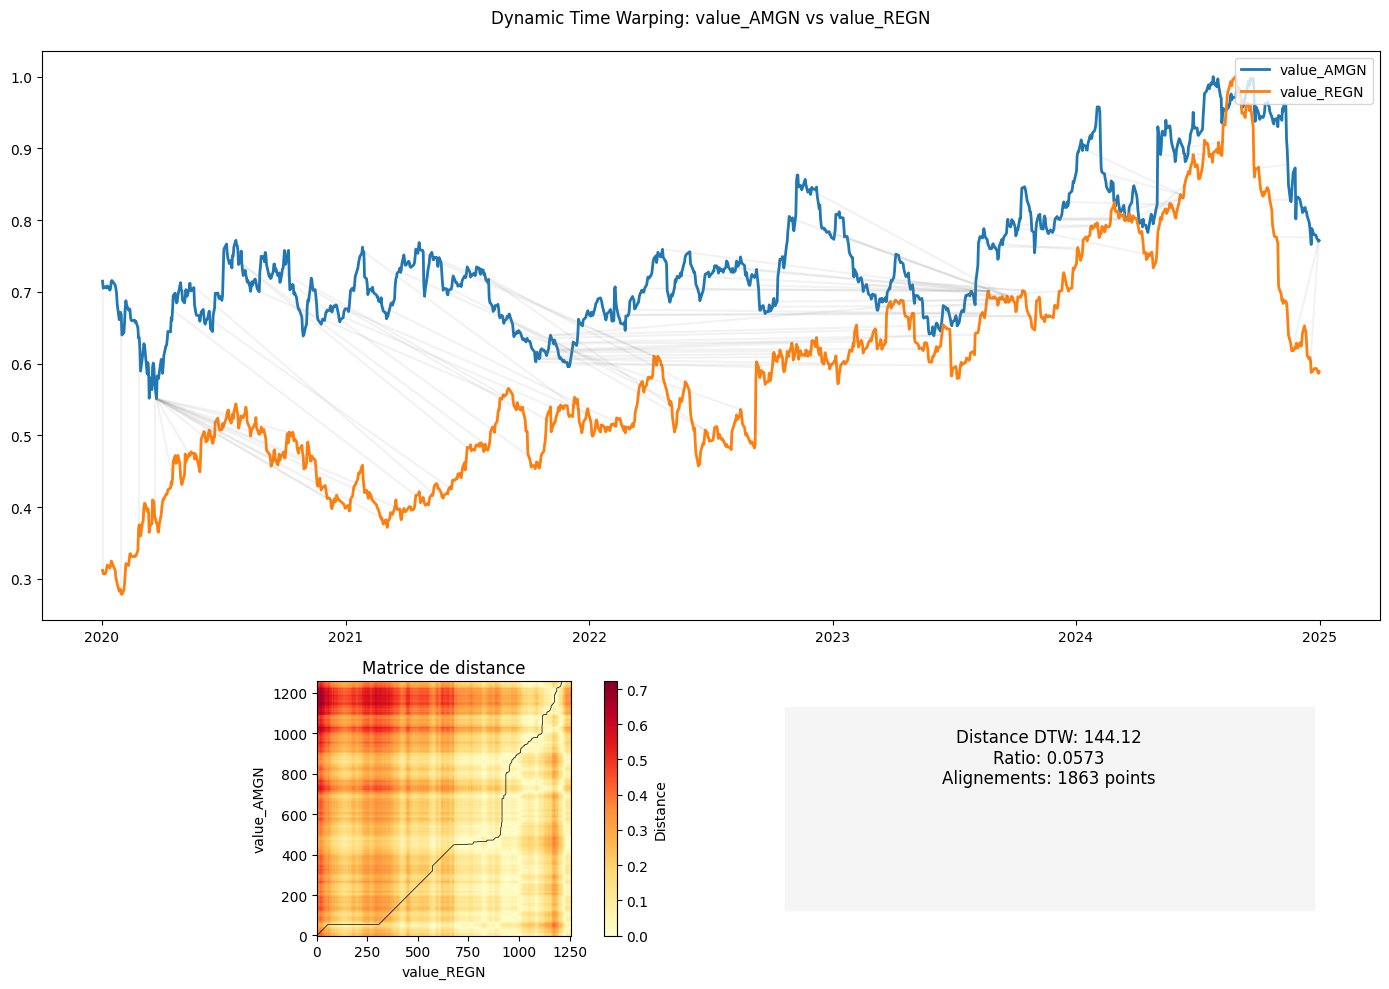 Dynamic Time Warping: value_AMGN vs value_REGN
value_AMGN
value_REGN
1.0
0.9
0.8
0.7
0.6
0.5
0.4
0.3
2020 2021 2022 2023 2024 2025
Matrice de distance
value_AMGN
1200
1000
800
600
400
200
0
0 250 500 750 1000 1250
value_REGN
0.7
0.6
0.5
0.4
0.3
0.2
0.1
0.0
Distance
Distance DTW: 144.12
Ratio: 0.0573
Alignements: 1863 points